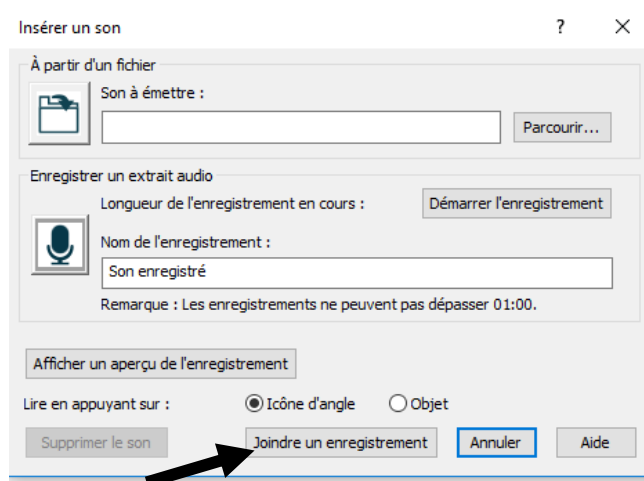 Insérer un son ?
À partir d'un fichier
Son à émettre :
Parcourir...
Enregistrer un extrait audio
Longueur de l'enregistrement en cours : Démarrer l'enregistrement
Nom de l'enregistrement :
Son enregistré
Remarque : Les enregistrements ne peuvent pas dépasser 01:00.
Afficher un aperçu de l'enregistrement
Lire en appuyant sur : Icône d'angle Objet
Supprimer le son Joindre un enregistrement Annuler Aide